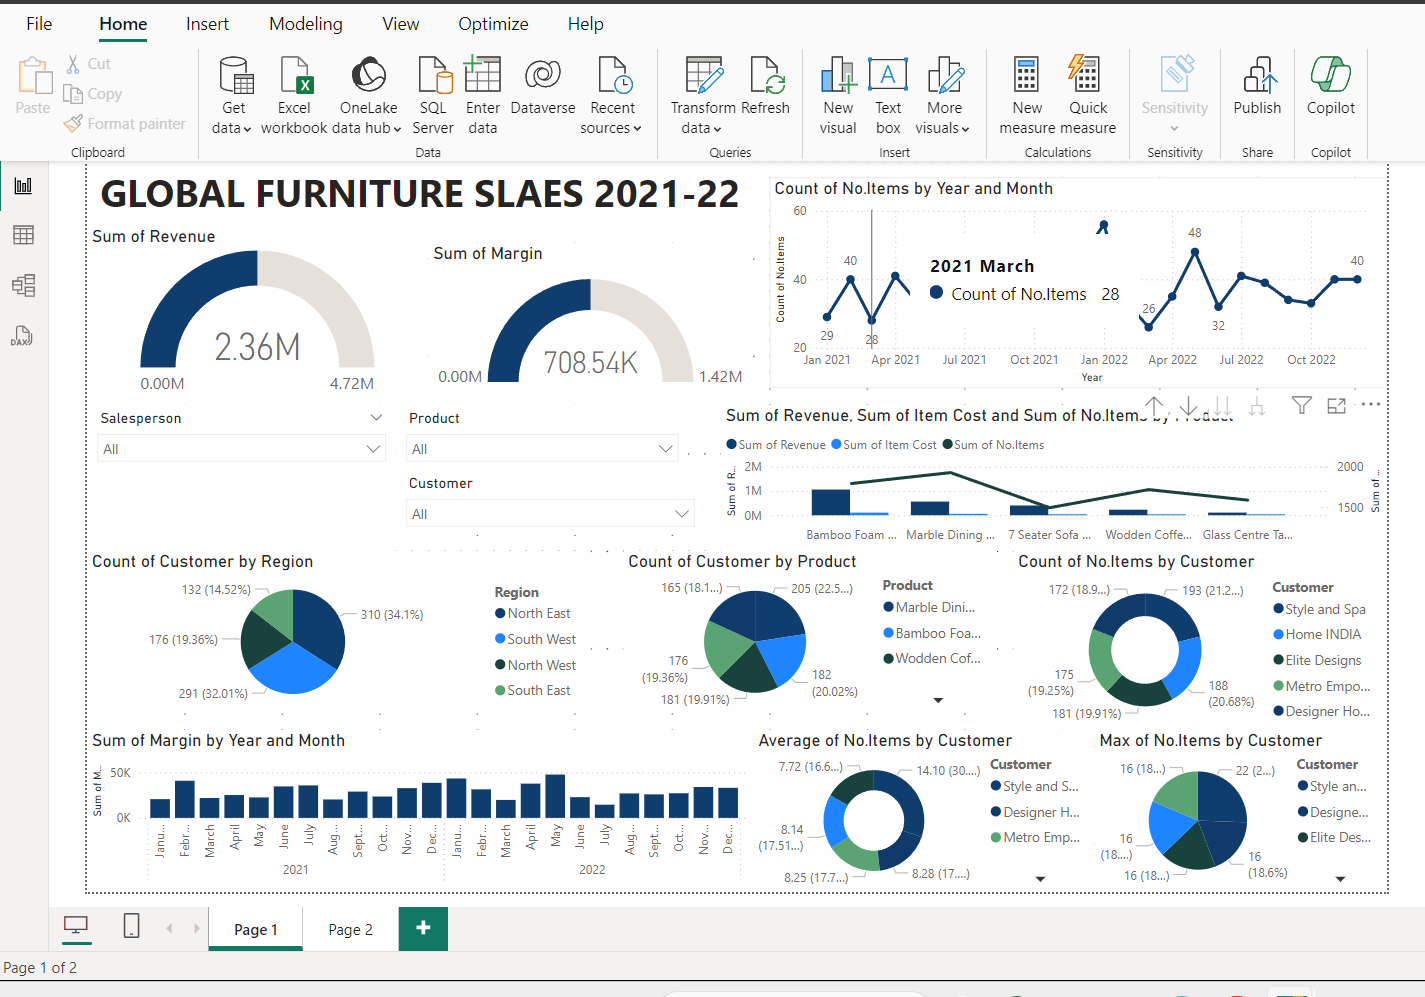 File Home Insert Modeling View Optimize Help
Paste
Cut
Copy
Format painter
Clipboard
Get data
Excel workbook
OneLake data hub
SQL Server
Enter data
Dataverse
Recent sources
Data
Transform data
Refresh
Queries
New visual
Text box
More visuals
Insert
New measure
Quick measure
Calculations
Sensitivity
Sensitivity
Publish
Share
Copilot
Copilot
DAX
GLOBAL FURNITURE SLAES 2021-22
Sum of Revenue
2.36M
0.00M 4.72M
Sum of Margin
708.54K
0.00M 1.42M
Count of No.Items by Year and Month
Count of No.Items
60
40
20
29
40
28
26
48
32
40
2021 March
Count of No.Items 28
Jan 2021 Apr 2021 Jul 2021 Oct 2021 Jan 2022 Apr 2022 Jul 2022 Oct 2022
Year
Salesperson
All
Product
All
Customer
All
Sum of Revenue, Sum of Item Cost and Sum of No.Items by Product
Sum of Revenue Sum of Item Cost Sum of No.Items
Sum of R...
2M
1M
0M
2000
1500
Sum of ...
Bamboo Foam ... Marble Dining ... 7 Seater Sofa ... Wodden Coffe... Glass Centre Ta...
Count of Customer by Region
132 (14.52%)
310 (34.1%)
176 (19.36%)
291 (32.01%)
Region
North East
South West
North West
South East
Count of Customer by Product
165 (18.1...)
205 (22.5...)
176
(19.36%)
182
(20.02%)
181 (19.91%)
Product
Marble Dini...
Bamboo Foa...
Wodden Cof...
Count of No.Items by Customer
172 (18.9...)
193 (21.2...)
175
(19.25%)
188
(20.68%)
181 (19.91%)
Customer
Style and Spa
Home INDIA
Elite Designs
Metro Empo...
Designer Ho...
Sum of Margin by Year and Month
Sum of M...
50K
0K
Janu... Febr... March April May June July Aug... Sept... Oct... Nov... Dec... Janu... Febr... March April May June July Aug... Sept... Oct... Nov... Dec...
2021 2022
Average of No.Items by Customer
7.72 (16.6...)
14.10 (30....)
8.14
(17.51...)
8.25 (17.7...)
8.28 (17....)
Customer
Style and S...
Designer H...
Metro Emp...
Max of No.Items by Customer
16 (18...)
22 (2...)
16
(18....)
16 (18...)
16
(18.6%)
Customer
Style an...
Designe...
Elite Des...
Page 1 Page 2 +
Page 1 of 2